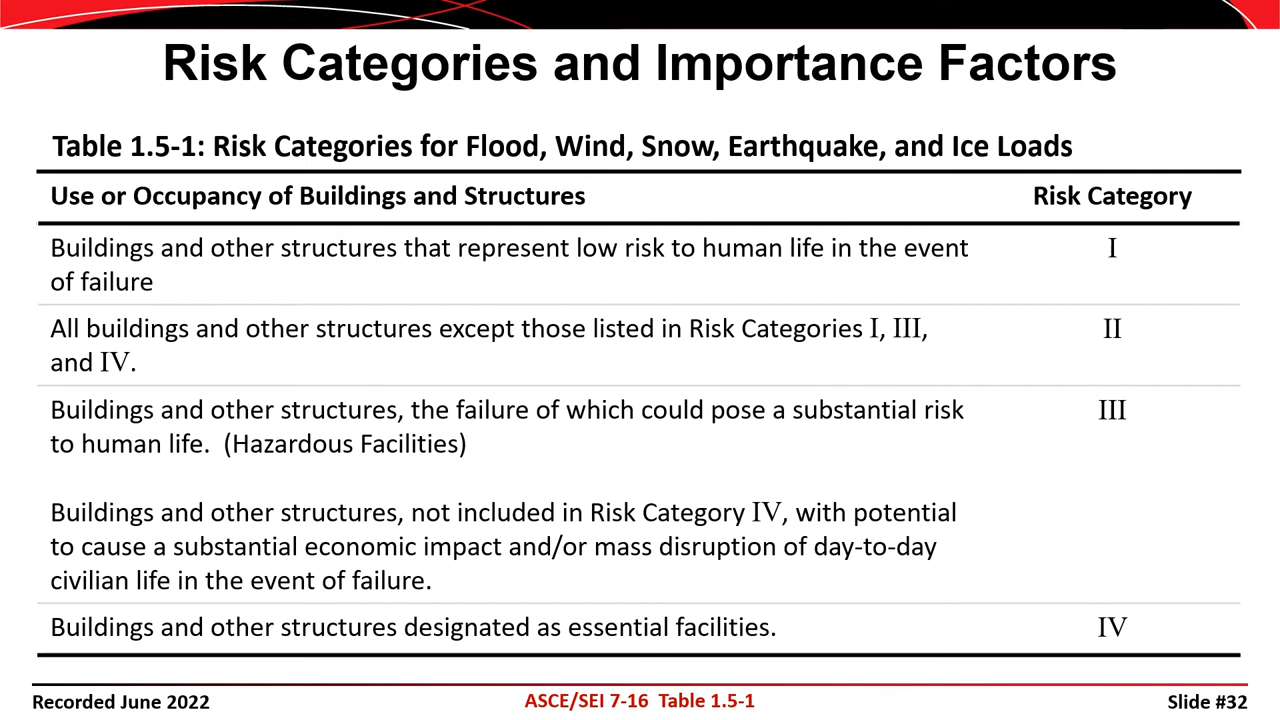 Risk Categories and Importance Factors
Table 1.5-1: Risk Categories for Flood, Wind, Snow, Earthquake, and Ice Loads
Use or Occupancy of Buildings and Structures Risk Category
Buildings and other structures that represent low risk to human life in the event I
of failure
All buildings and other structures except those listed in Risk Categories I, III, II
and IV.
Buildings and other structures, the failure of which could pose a substantial risk III
to human life. (Hazardous Facilities)
Buildings and other structures, not included in Risk Category IV, with potential
to cause a substantial economic impact and/or mass disruption of day-to-day
civilian life in the event of failure.
Buildings and other structures designated as essential facilities. IV
Recorded June 2022 ASCE/SEI 7-16 Table 1.5-1 Slide #32